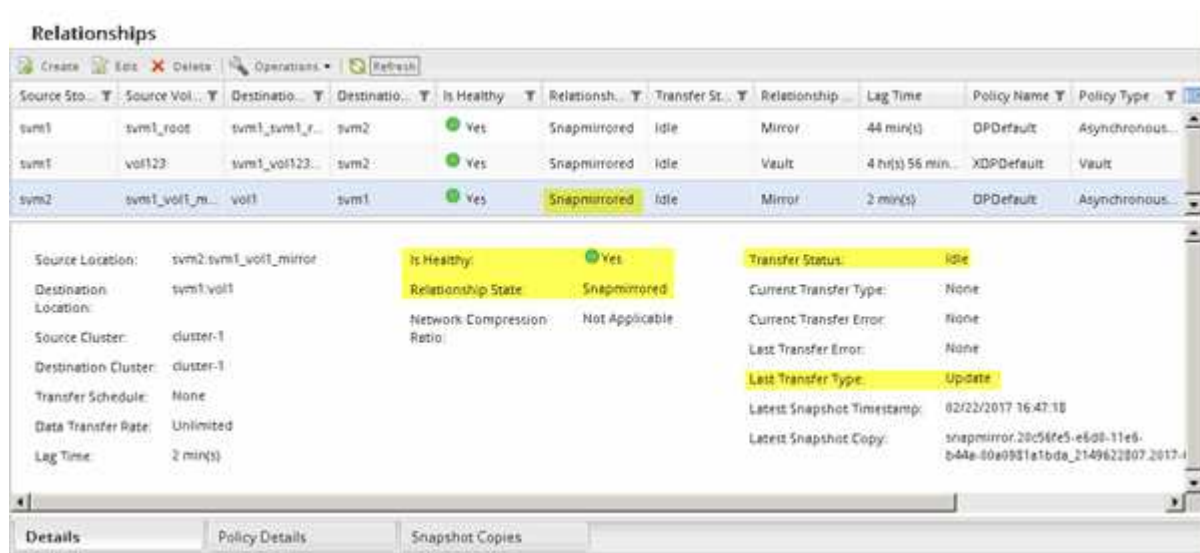 Relationships
Create Edit Delete Operations Refresh
Source Sto... Source Vol... Destinatio... Destinatio... Is Healthy Relationsh... Transfer St... Relationship ... Lag Time Policy Name Policy Type
svm1 svm1_root svm1_svm1_r... svm2 Yes Snapmirrored Idle Mirror 44 min(s) DPDefault Asynchronous...
svm1 vol123 svm1_vol123... svm2 Yes Snapmirrored Idle Vault 4 hr(s) 56 min... XDPDefault Vault
svm2 svm1_vol1_m... vol1 svm1 Yes Snapmirrored Idle Mirror 2 min(s) DPDefault Asynchronous...
Source Location: svm2:svm1_vol1_mirror
Destination Location: svm1:vol1
Source Cluster: cluster-1
Destination Cluster: cluster-1
Transfer Schedule: None
Data Transfer Rate: Unlimited
Lag Time: 2 min(s)
Is Healthy: Yes
Relationship State: Snapmirrored
Network Compression Ratio: Not Applicable
Transfer Status: Idle
Current Transfer Type: None
Current Transfer Error: None
Last Transfer Error: None
Last Transfer Type: Update
Latest Snapshot Timestamp: 02/22/2017 16:47:18
Latest Snapshot Copy:
Details Policy Details Snapshot Copies